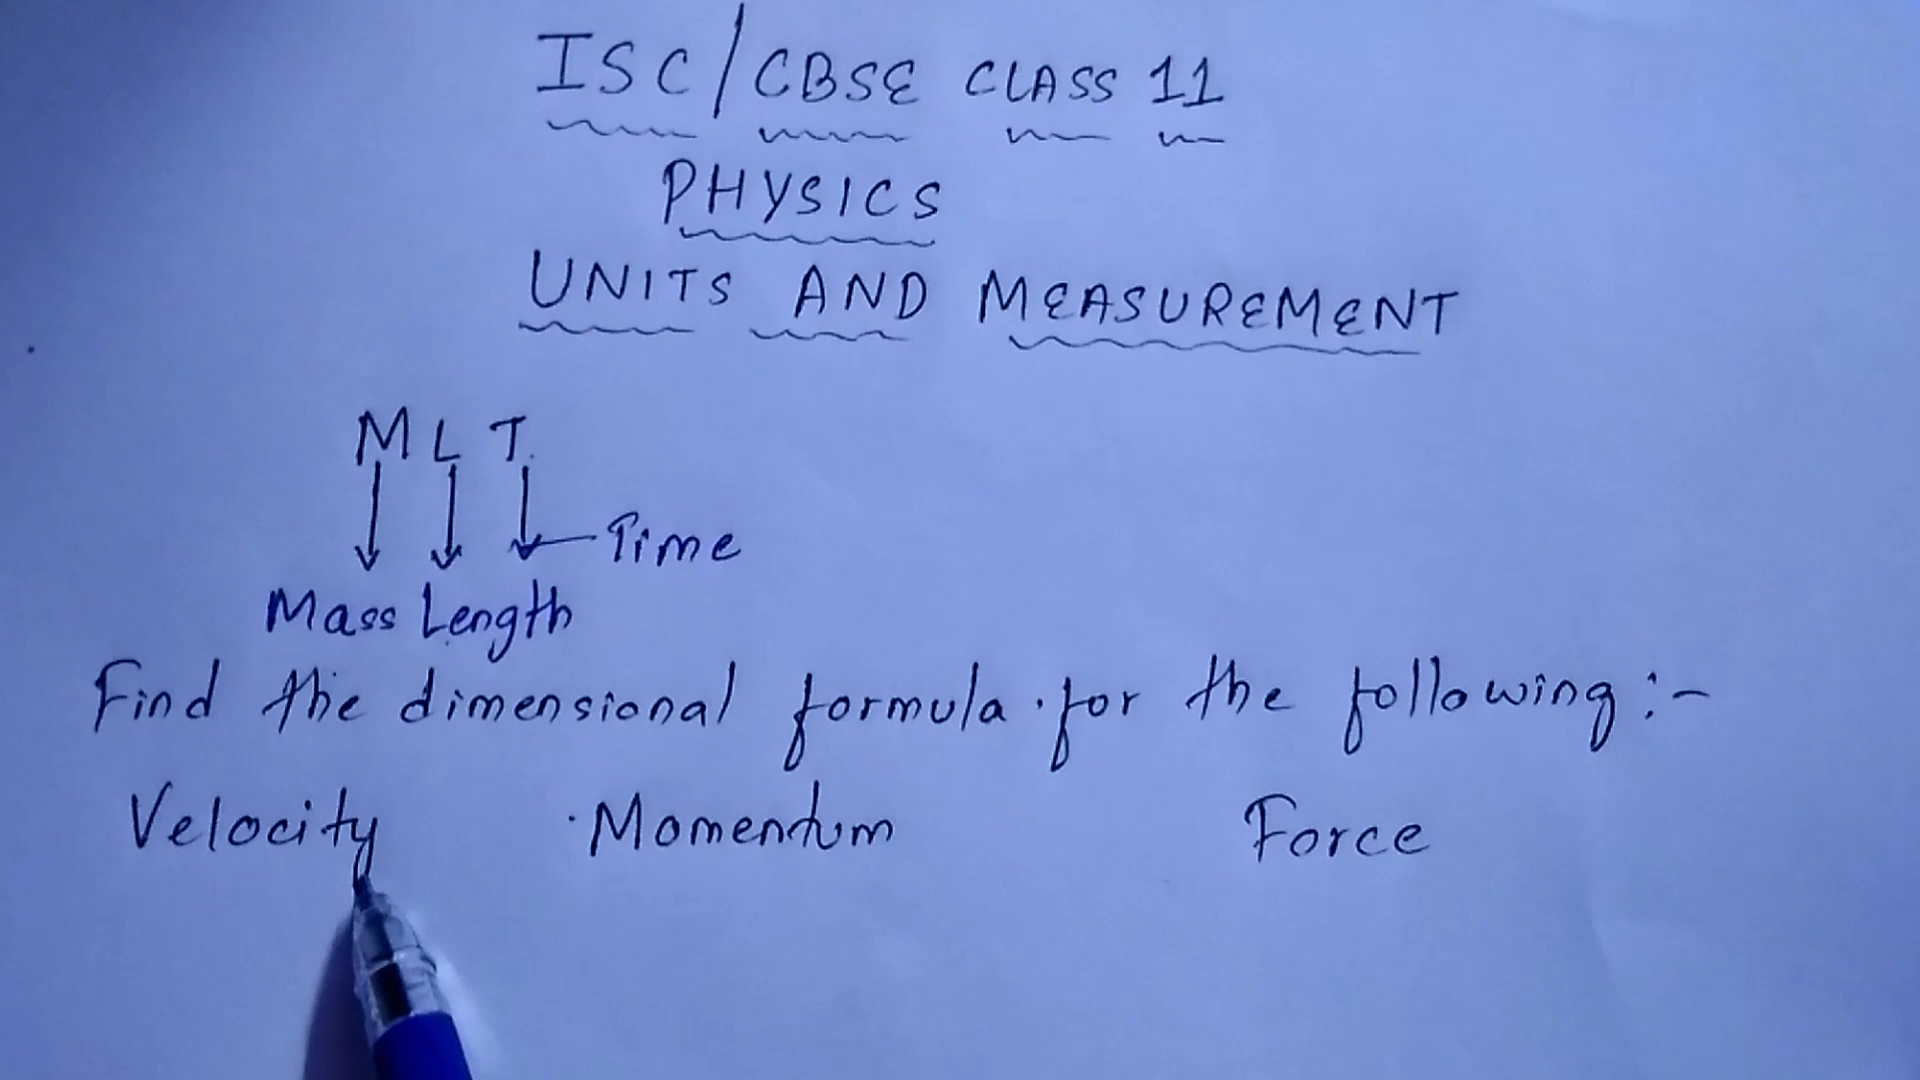 ISC/CBSE CLASS 11
PHYSICS
UNITS AND MEASUREMENT
M L T
Time
Mass Length
Find the dimensional formula for the following:-
Velocity Momentum Force